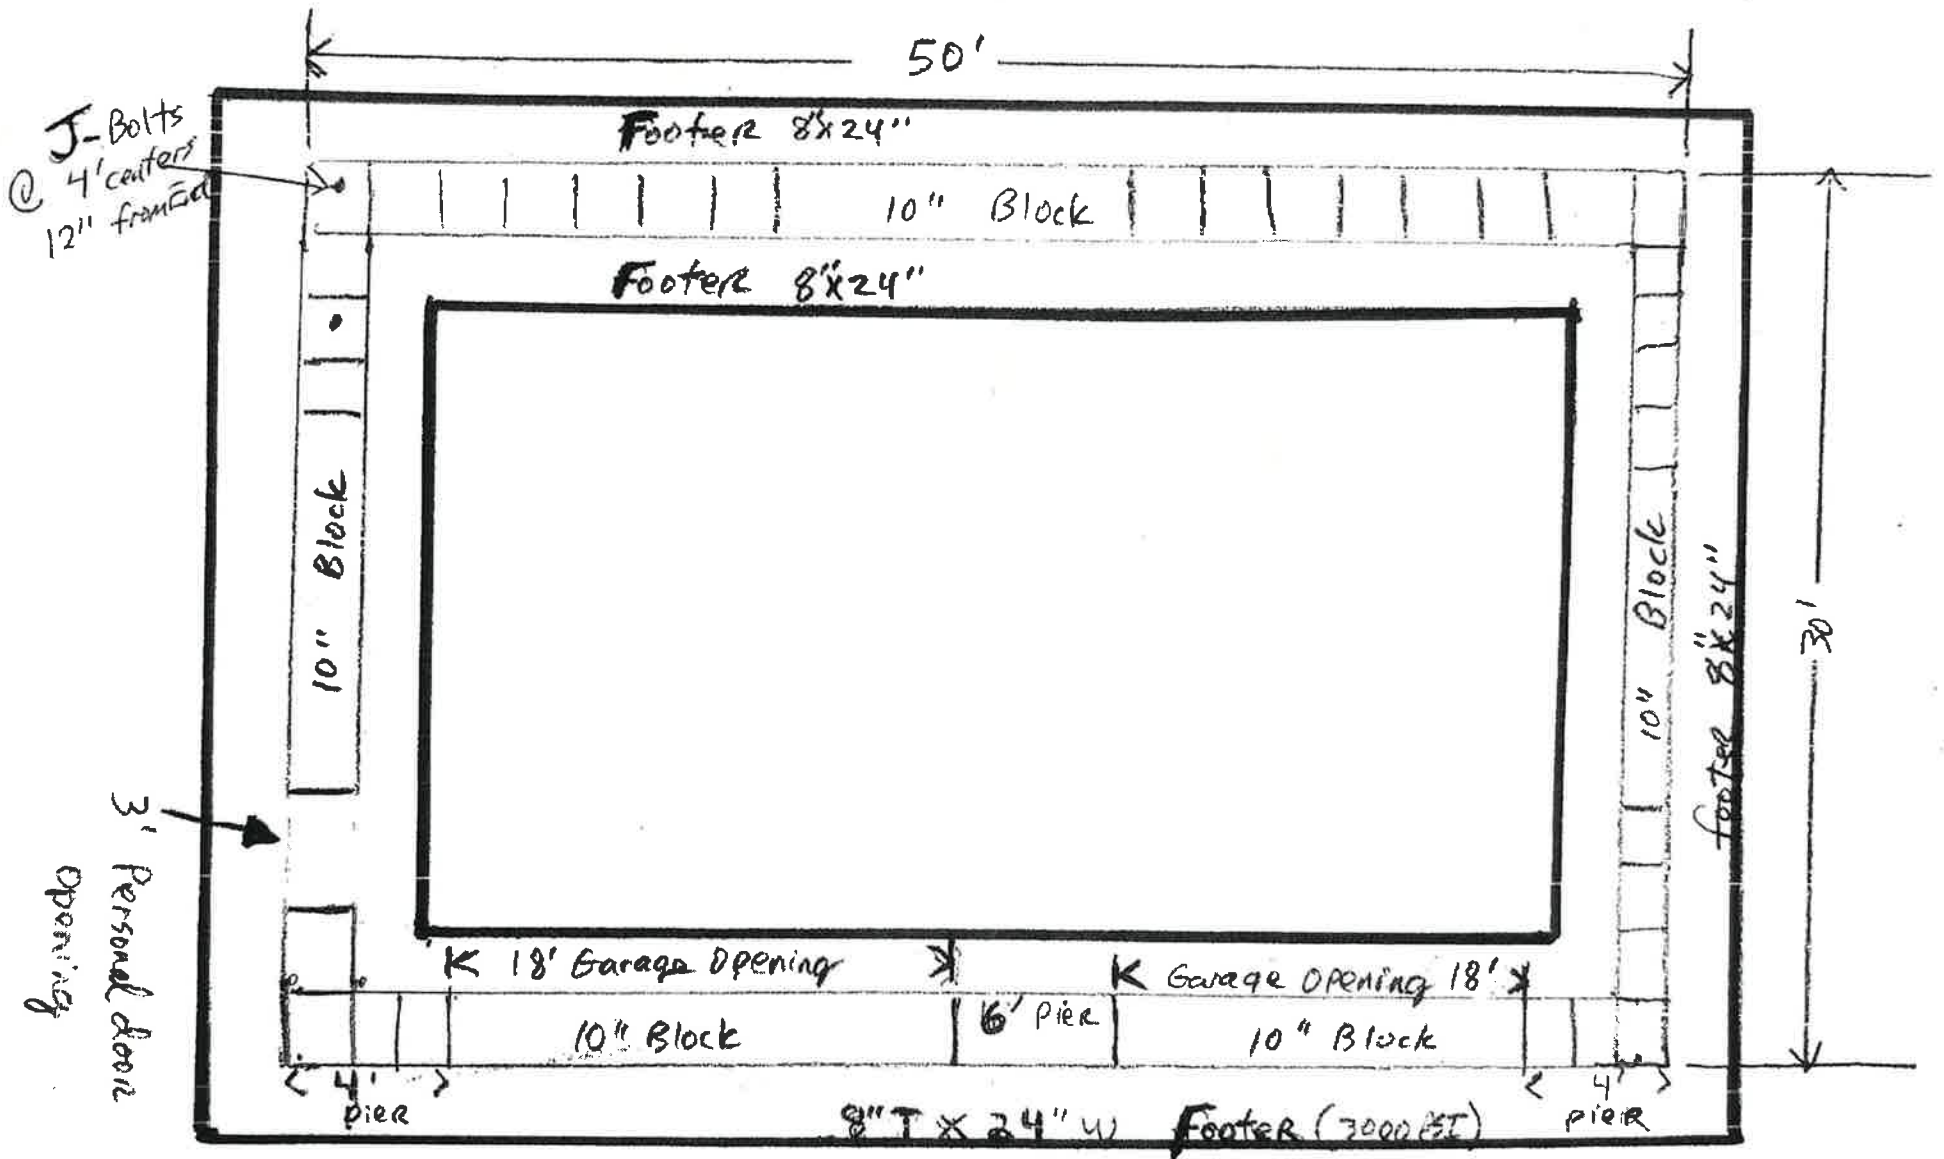 50'
J-Bolts
@ 4' centers
12" from End
Footer 8"x24"
10" Block
Footer 8"x24"
10" Block
10" Block
footer 8"x24"
30'
3' Personal door
opening
18' Garage Opening
Garage Opening 18'
10" Block
6' Pier
10" Block
4'
pier
4'
pier
8" T x 24" W Footer (3000 PSI)